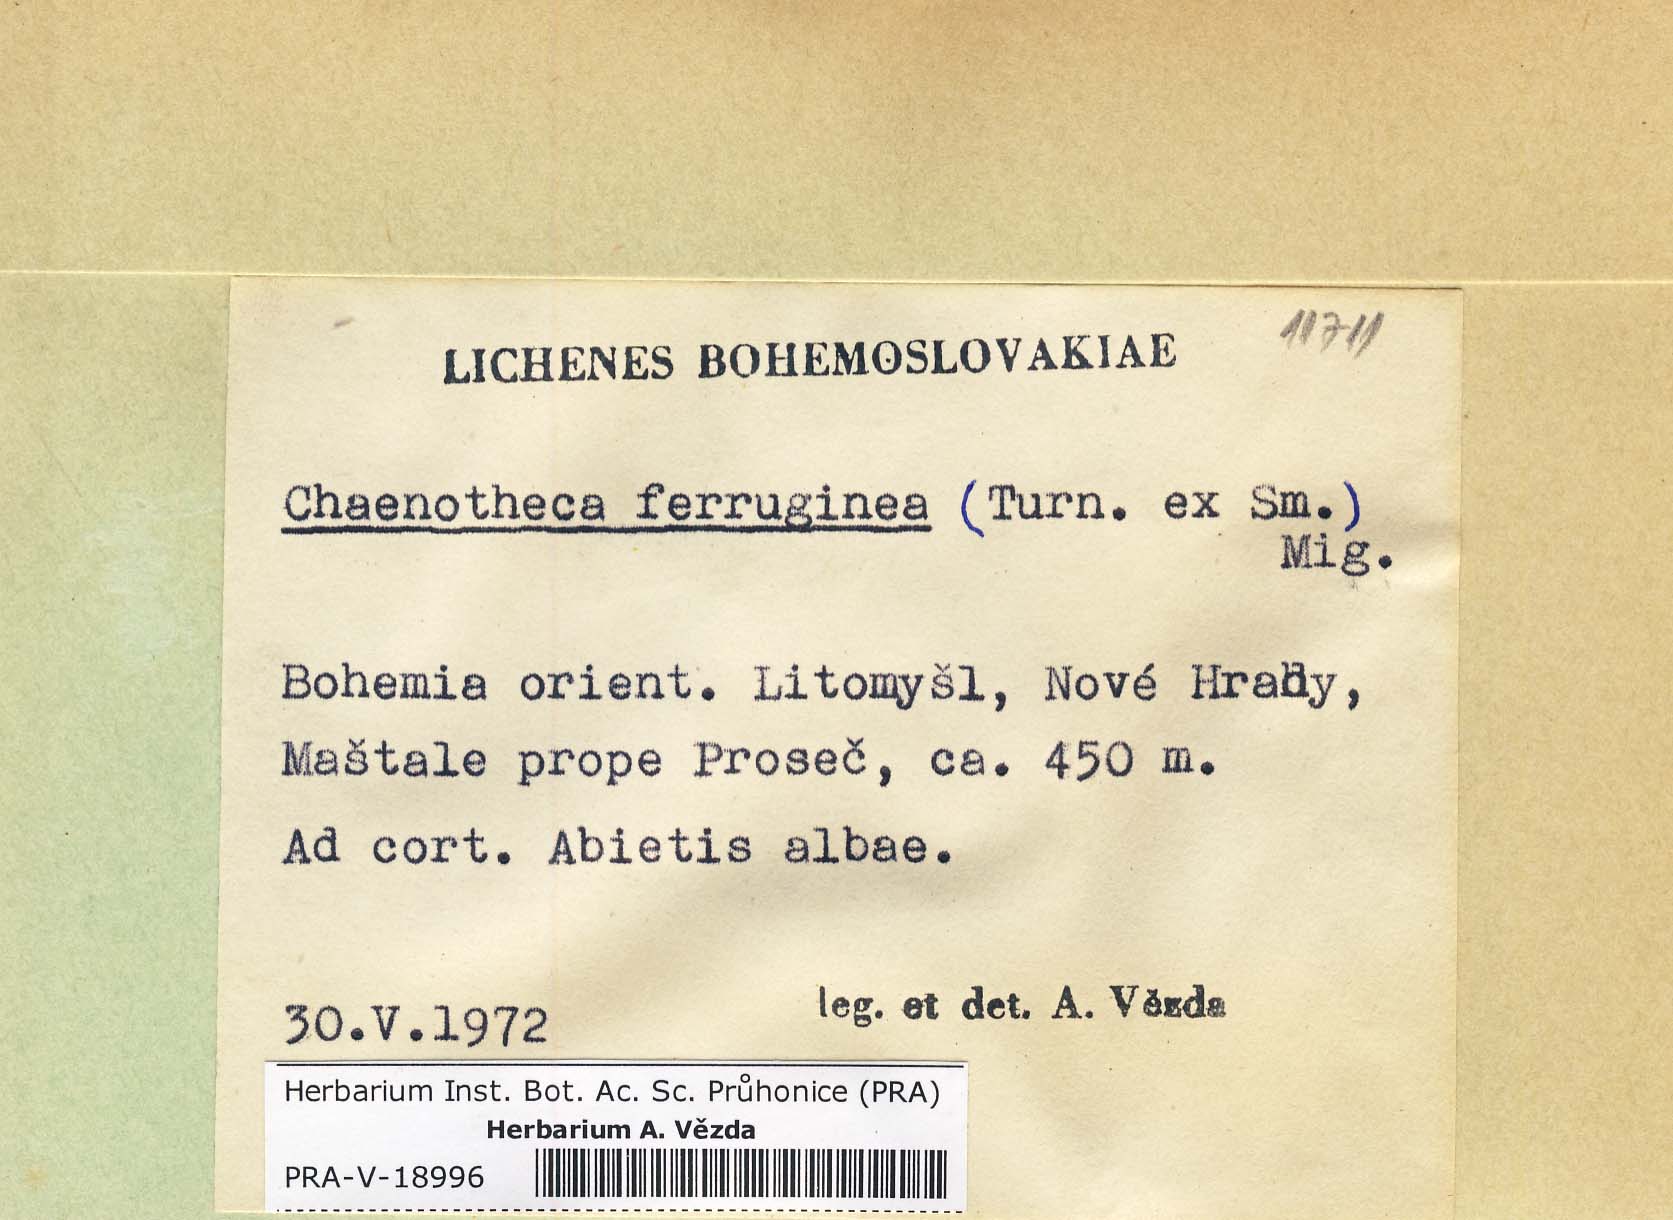 11711
LICHENES BOHEMOSLOVAKIAE
Chaenotheca ferruginea (Turn. ex Sm.)
Mig.
Bohemia orient. Litomyšl, Nové Hrady,
Maštale prope Proseč, ca. 450 m.
Ad cort. Abietis albae.
leg. et det. A. Vězda
30.V.1972
Herbarium Inst. Bot. Ac. Sc. Průhonice (PRA)
Herbarium A. Vězda
PRA-V-18996